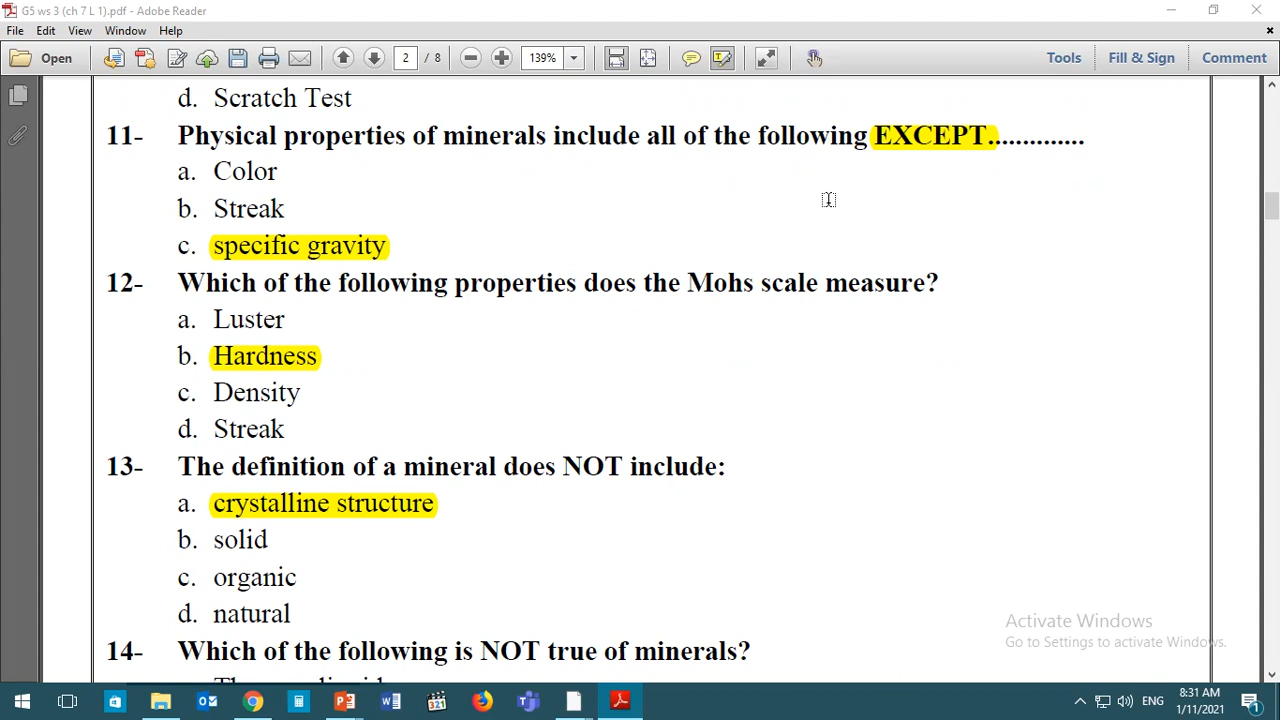 G5 ws 3 (ch 7 L 1).pdf - Adobe Reader
File Edit View Window Help
Open 2 / 8 139% Tools Fill & Sign Comment
d. Scratch Test
11- Physical properties of minerals include all of the following EXCEPT..............
a. Color
b. Streak
c. specific gravity
12- Which of the following properties does the Mohs scale measure?
a. Luster
b. Hardness
c. Density
d. Streak
13- The definition of a mineral does NOT include:
a. crystalline structure
b. solid
c. organic
d. natural
Activate Windows
Go to Settings to activate Windows.
14- Which of the following is NOT true of minerals?
ENG 8:31 AM
1/11/2021